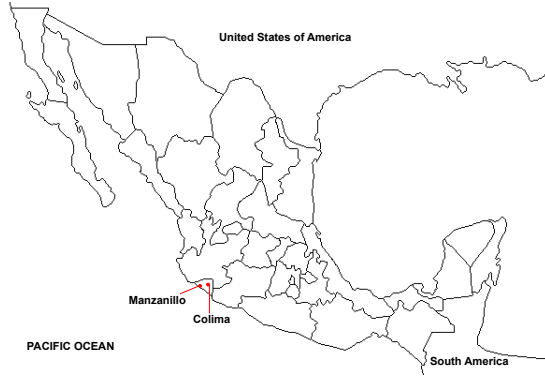 United States of America
Manzanillo
Colima
PACIFIC OCEAN
South America